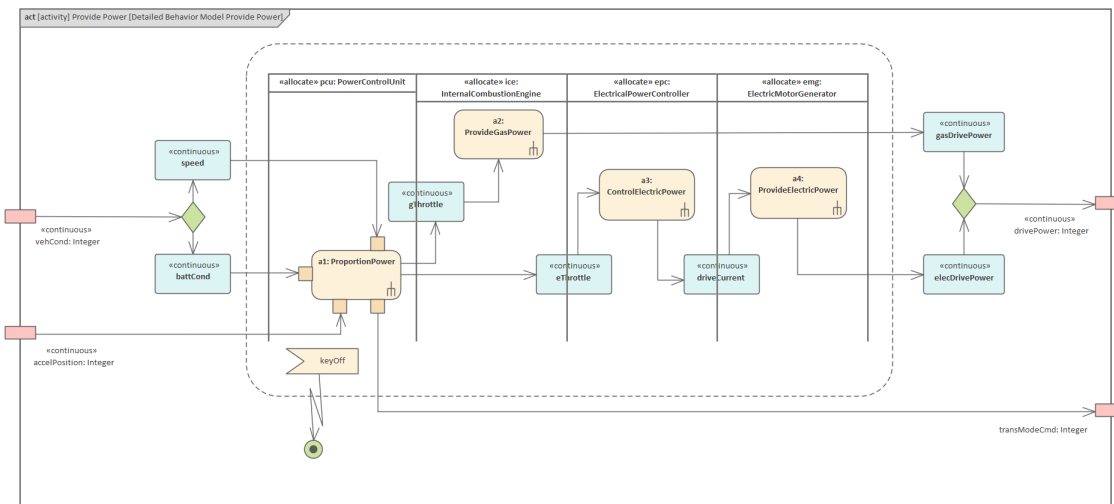 act [activity] Provide Power [Detailed Behavior Model Provide Power]
«allocate» pcu: PowerControlUnit
«allocate» ice:
InternalCombustionEngine
«allocate» epc:
ElectricalPowerController
«allocate» emg:
ElectricMotorGenerator
a2:
ProvideGasPower
«continuous»
gasDrivePower
«continuous»
speed
a3:
ControlElectricPower
a4:
ProvideElectricPower
«continuous»
gThrottle
«continuous»
vehCond: Integer
«continuous»
drivePower: Integer
«continuous»
battCond
a1: ProportionPower
«continuous»
eThrottle
«continuous»
driveCurrent
«continuous»
elecDrivePower
«continuous»
accelPosition: Integer
keyOff
transModeCmd: Integer